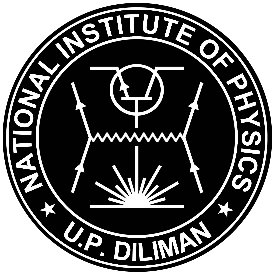 NATIONAL INSTITUTE OF PHYSICS
U.P. DILIMAN